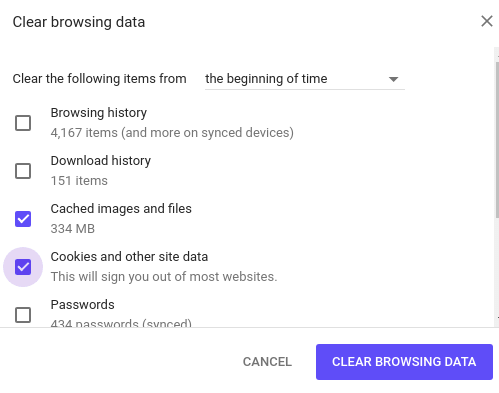 Clear browsing data
Clear the following items from the beginning of time
Browsing history
4,167 items (and more on synced devices)
Download history
151 items
Cached images and files
334 MB
Cookies and other site data
This will sign you out of most websites.
Passwords
434 passwords (synced)
CANCEL CLEAR BROWSING DATA